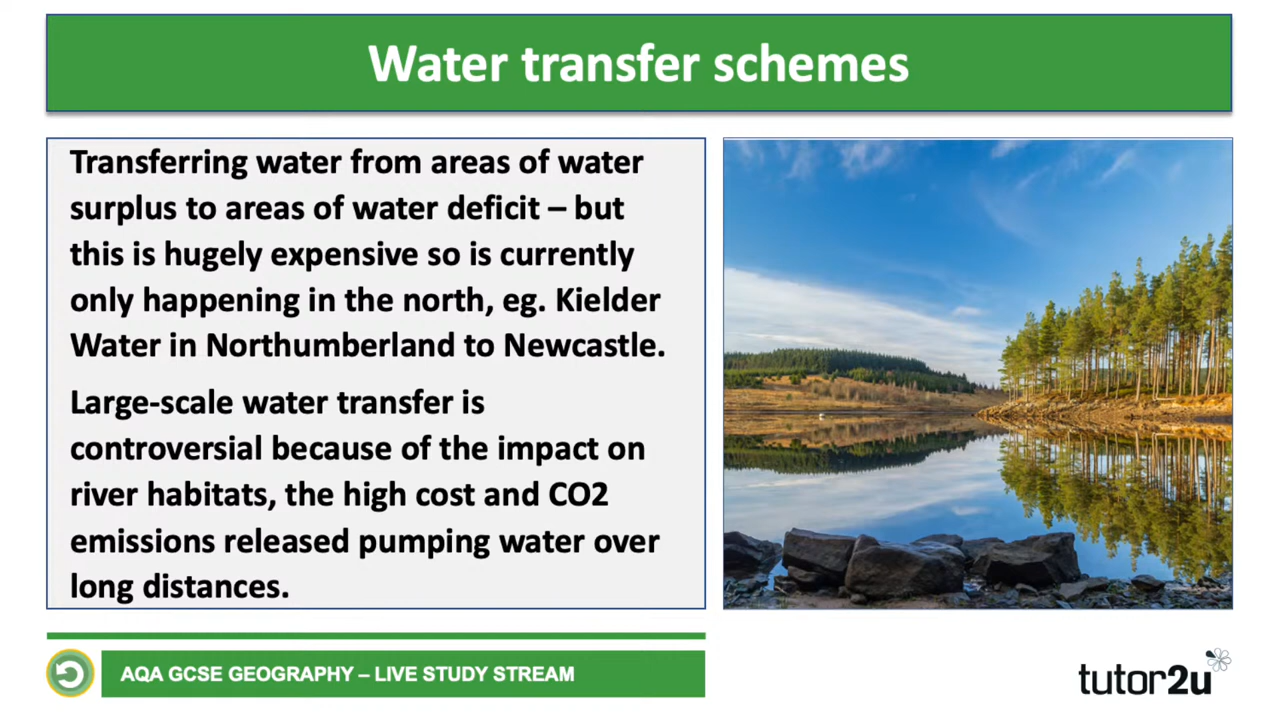 Water transfer schemes
Transferring water from areas of water
surplus to areas of water deficit – but
this is hugely expensive so is currently
only happening in the north, eg. Kielder
Water in Northumberland to Newcastle.
Large-scale water transfer is
controversial because of the impact on
river habitats, the high cost and CO2
emissions released pumping water over
long distances.
AQA GCSE GEOGRAPHY – LIVE STUDY STREAM
tutor2u